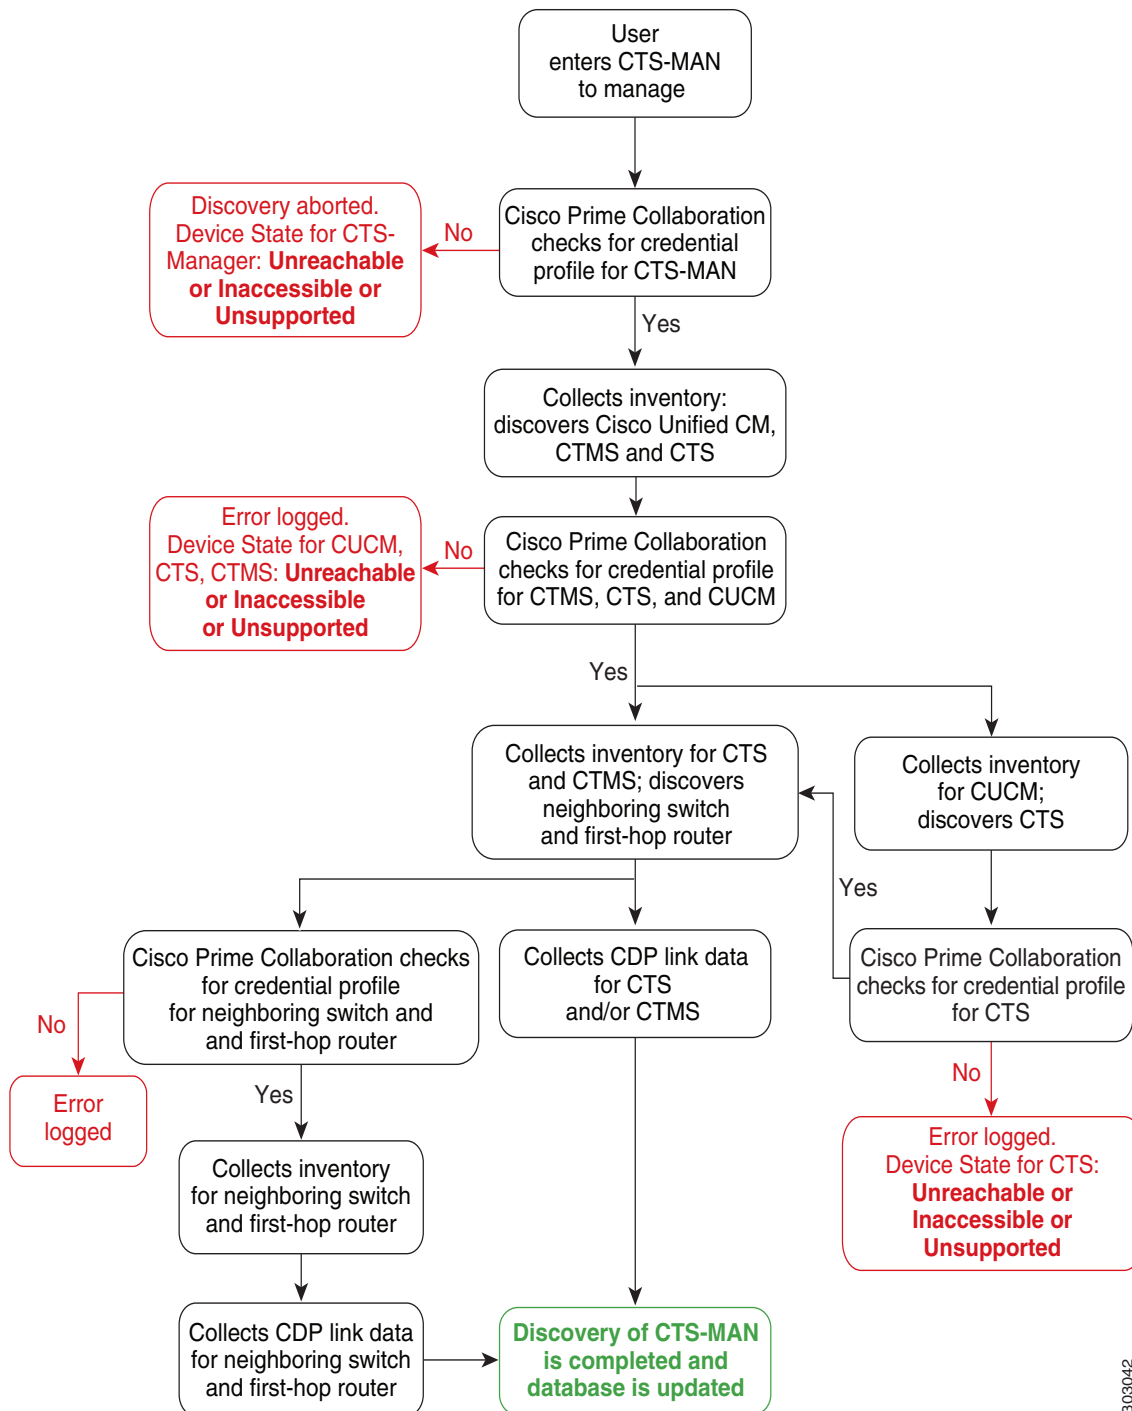 User
enters CTS-MAN
to manage
Discovery aborted.
Device State for CTS-
Manager: Unreachable
or Inaccessible or
Unsupported
No
Cisco Prime Collaboration
checks for credential
profile for CTS-MAN
Yes
Collects inventory:
discovers Cisco Unified CM,
CTMS and CTS
Error logged.
Device State for CUCM,
CTS, CTMS: Unreachable
or Inaccessible
or Unsupported
No
Cisco Prime Collaboration
checks for credential profile
for CTMS, CTS, and CUCM
Yes
Collects inventory for CTS
and CTMS; discovers
neighboring switch
and first-hop router
Collects inventory
for CUCM;
discovers CTS
Yes
Cisco Prime Collaboration checks
for credential profile
for neighboring switch and
and first-hop router
Collects CDP link data
for CTS
and/or CTMS
Cisco Prime Collaboration
checks for credential profile
for CTS
No
Error
logged
Yes
No
Collects inventory
for neighboring switch
and first-hop router
Error logged.
Device State for CTS:
Unreachable or
Inaccessible or
Unsupported
Collects CDP link data
for neighboring switch
and first-hop router
Discovery of CTS-MAN
is completed and
database is updated
303042